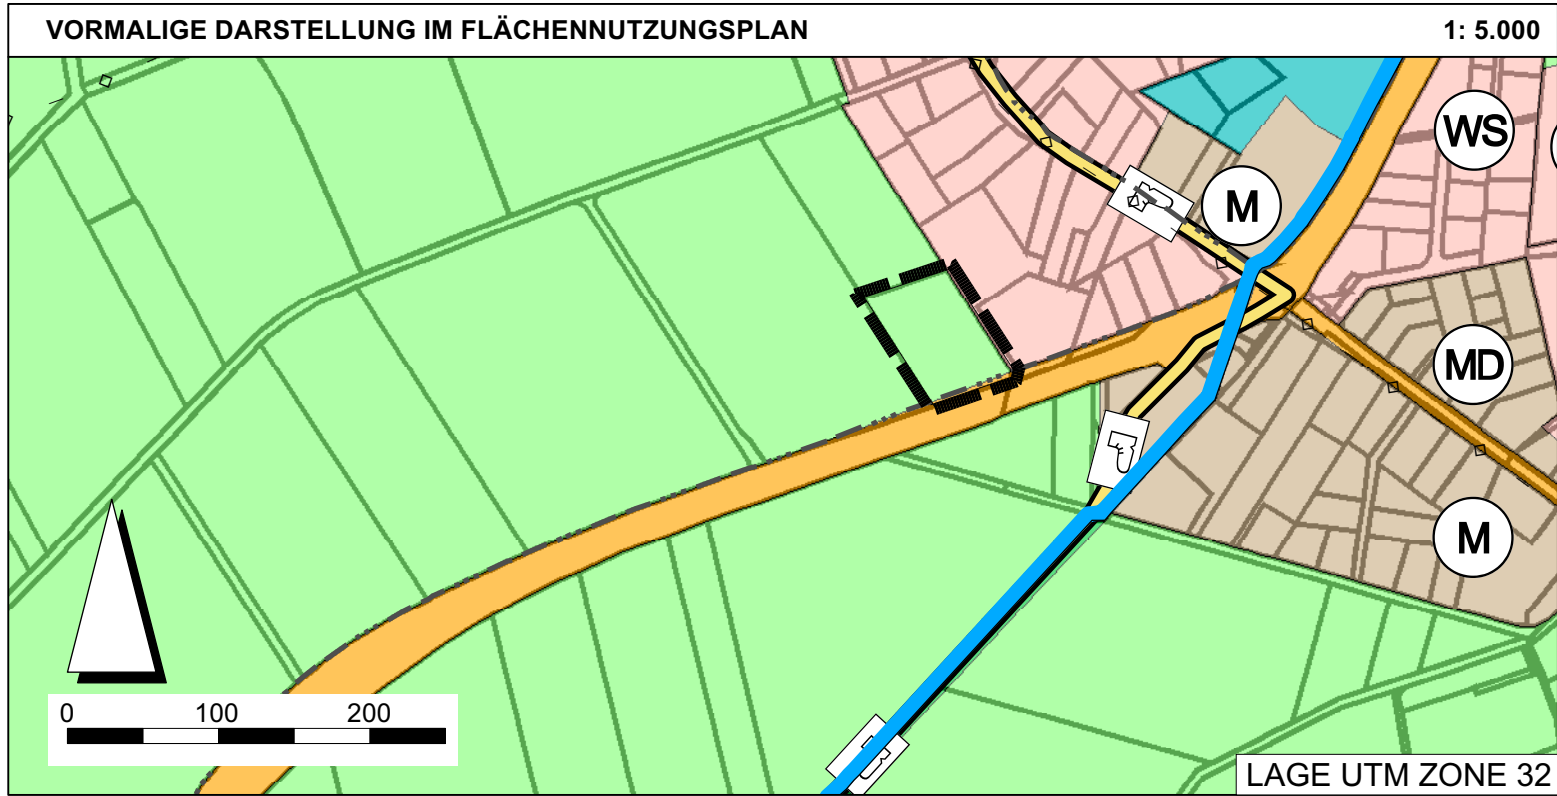 VORMALIGE DARSTELLUNG IM FLÄCHENNUTZUNGSPLAN 1: 5.000
WS
M
MD
M
0 100 200
LAGE UTM ZONE 32